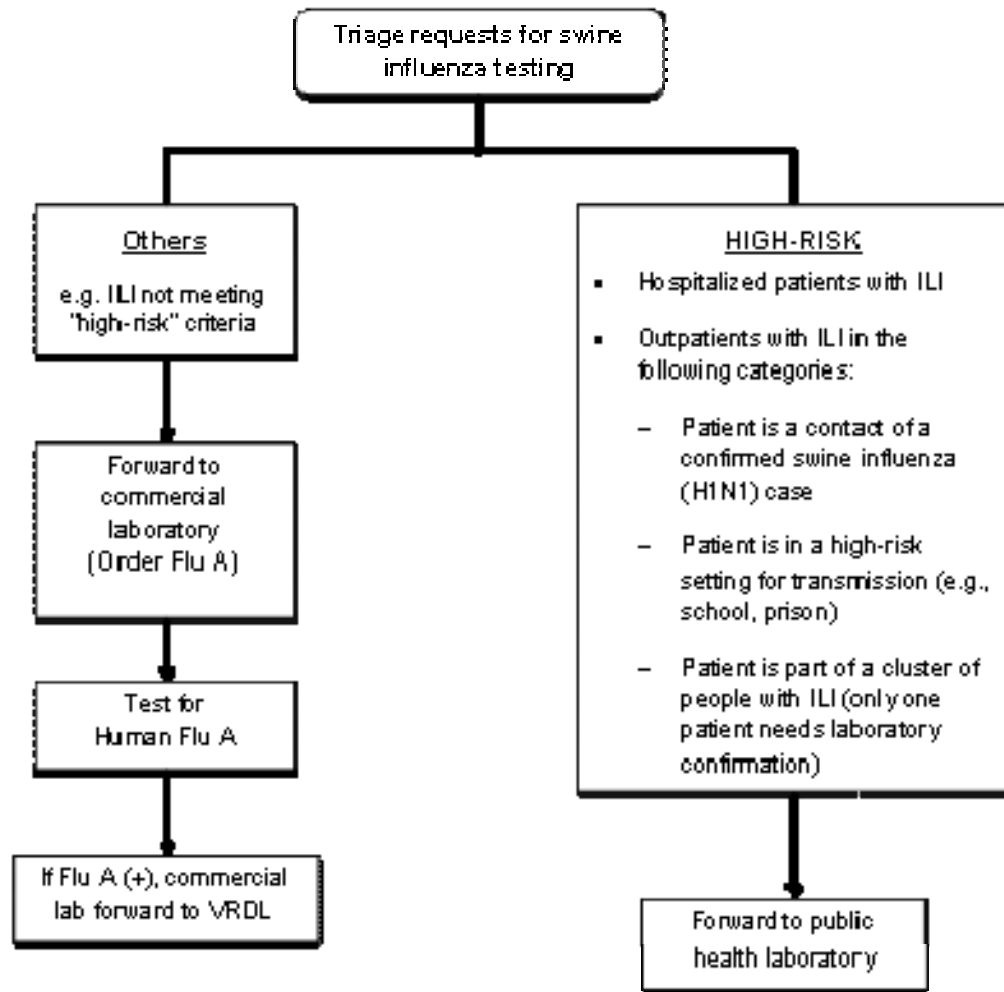 Triage requests for swine
influenza testing
Others
e.g. ILI not meeting
"high-risk" criteria
Forward to
commercial
laboratory
(Order Flu A)
Test for
Human Flu A
If Flu A (+), commercial
lab forward to VRDL
HIGH-RISK
▪ Hospitalized patients with ILI
▪ Outpatients with ILI in the
following categories:
– Patient is a contact of a
confirmed swine influenza
(H1N1) case
– Patient is in a high-risk
setting for transmission (e.g.,
school, prison)
– Patient is part of a cluster of
people with ILI (only one
patient needs laboratory
confirmation)
Forward to public
health laboratory